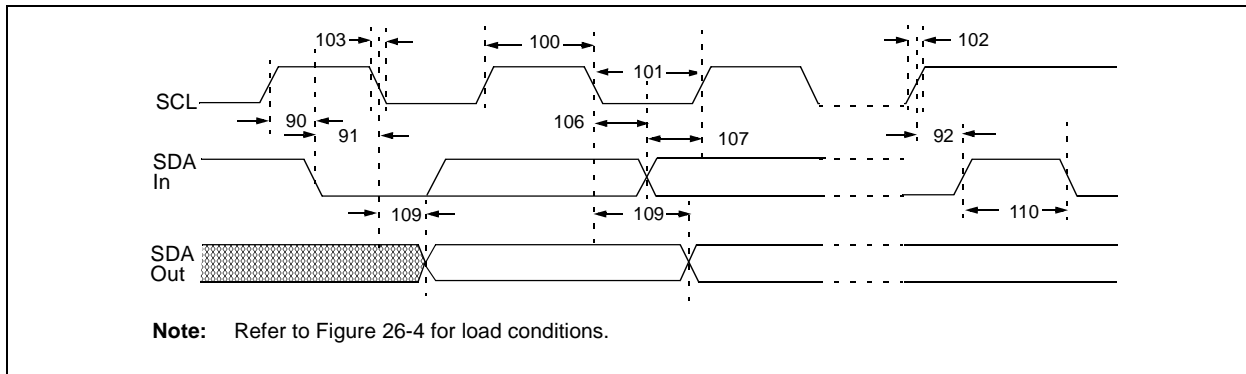 103
100
102
101
SCL
90
91
106
107
92
SDA
In
109
109
110
SDA
Out
Note: Refer to Figure 26-4 for load conditions.